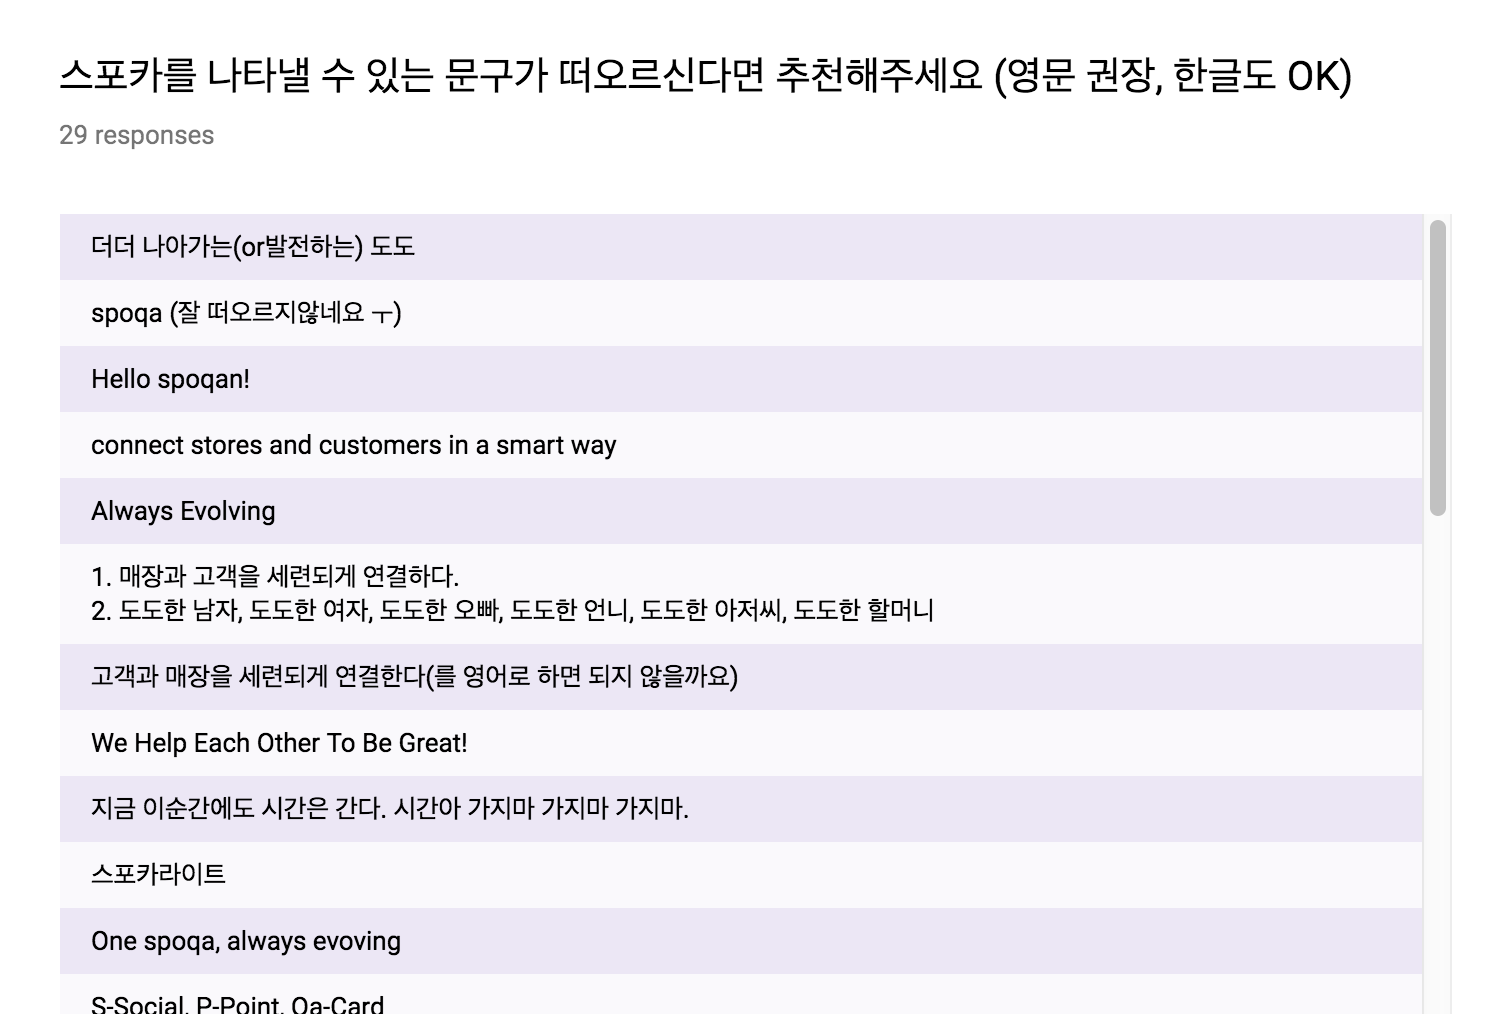 스포카를 나타낼 수 있는 문구가 떠오르신다면 추천해주세요 (영문 권장, 한글도 OK)
29 responses
더더 나아가는(or발전하는) 도도
spoqa (잘 떠오르지않네요 ㅜ)
Hello spoqan!
connect stores and customers in a smart way
Always Evolving
1. 매장과 고객을 세련되게 연결하다.
2. 도도한 남자, 도도한 여자, 도도한 오빠, 도도한 언니, 도도한 아저씨, 도도한 할머니
고객과 매장을 세련되게 연결한다(를 영어로 하면 되지 않을까요)
We Help Each Other To Be Great!
지금 이순간에도 시간은 간다. 시간아 가지마 가지마 가지마.
스포카라이트
One spoqa, always evoving
S-Social, P-Point, Qa-Card